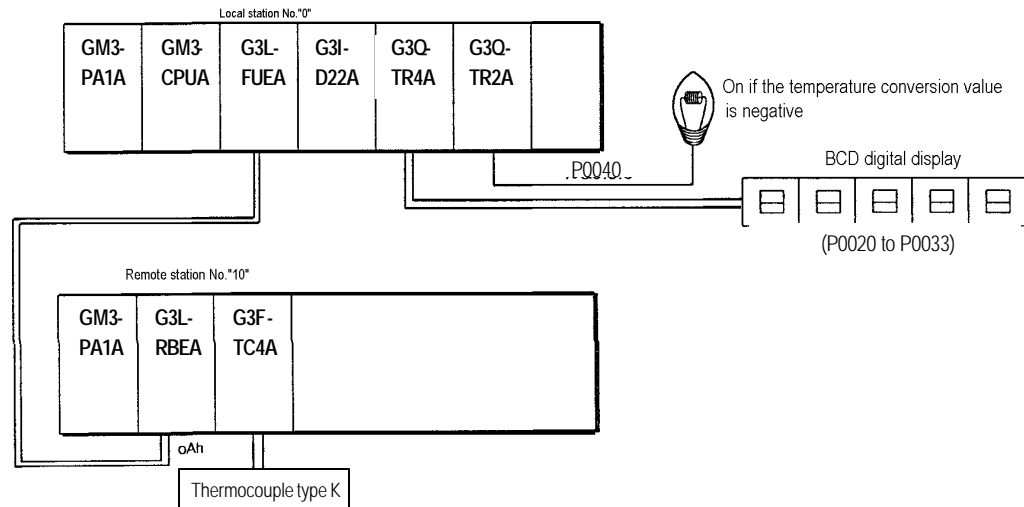 Local station No."0"
GM3-
PA1A
GM3-
CPUA
G3L-
FUEA
G3I-
D22A
G3Q-
TR4A
G3Q-
TR2A
On if the temperature conversion value
is negative
P0040
BCD digital display
(P0020 to P0033)
Remote station No."10"
GM3-
PA1A
G3L-
RBEA
G3F-
TC4A
oAh
Thermocouple type K